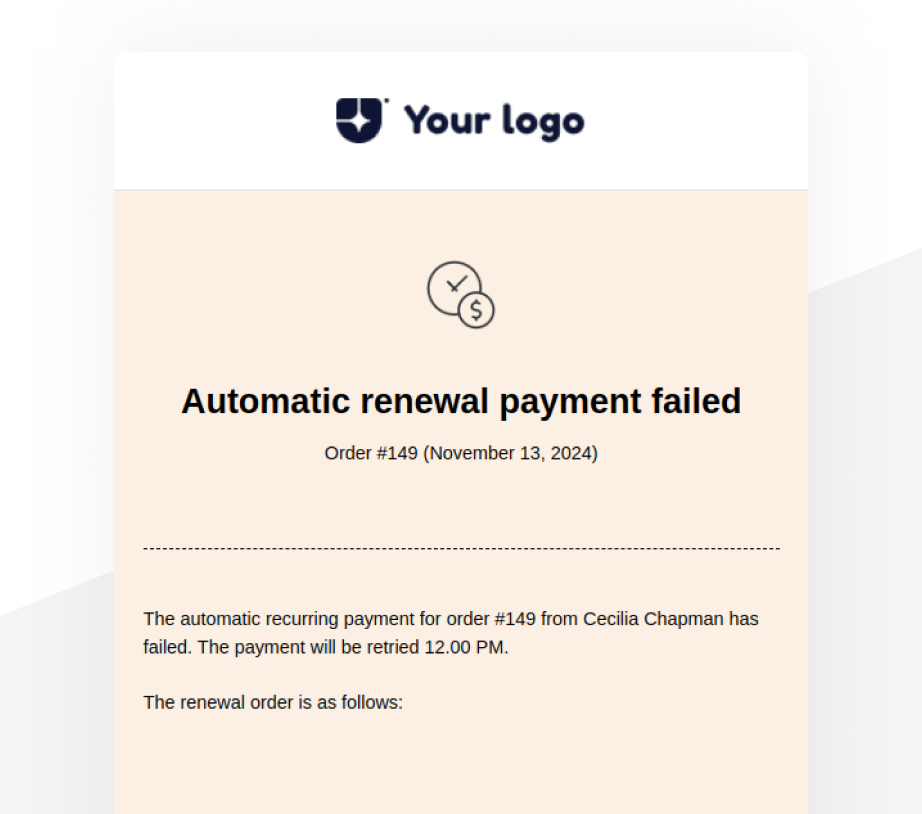 Your logo
$
Automatic renewal payment failed
Order #149 (November 13, 2024)
The automatic recurring payment for order #149 from Cecilia Chapman has
failed. The payment will be retried 12.00 PM.
The renewal order is as follows: